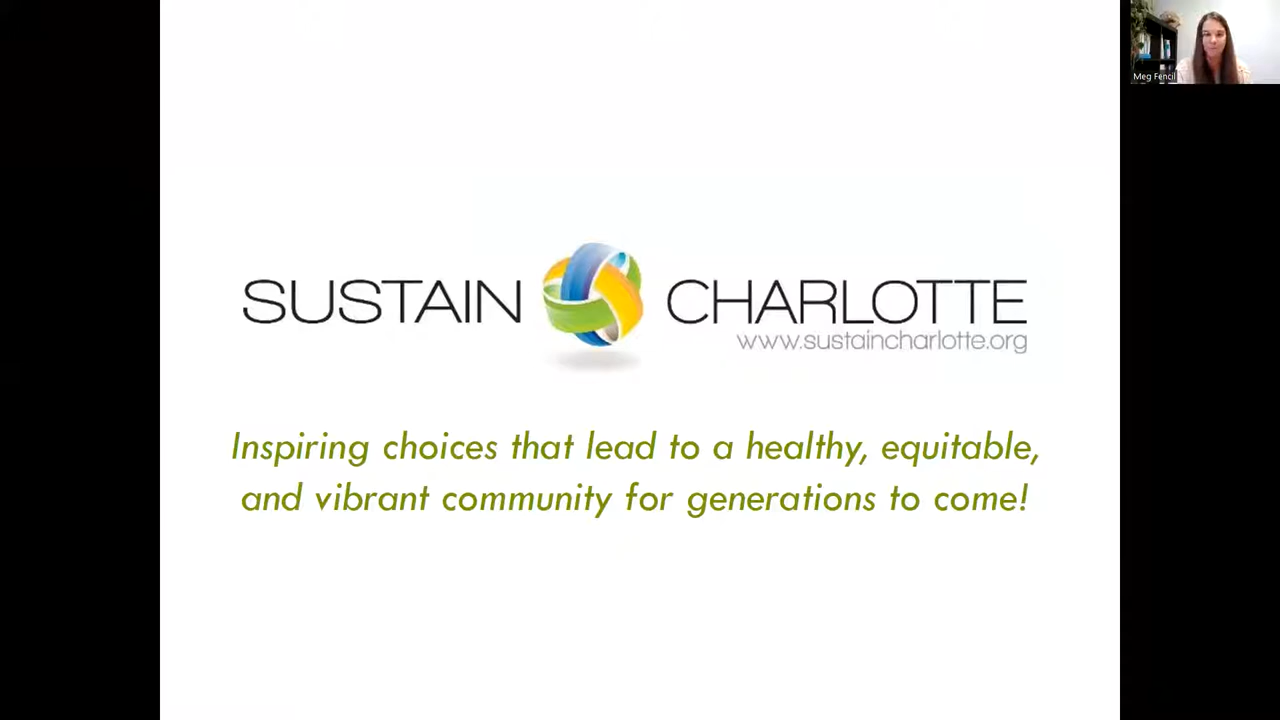 Meg Fencil
SUSTAIN CHARLOTTE
www.sustaincharlotte.org
Inspiring choices that lead to a healthy, equitable,
and vibrant community for generations to come!